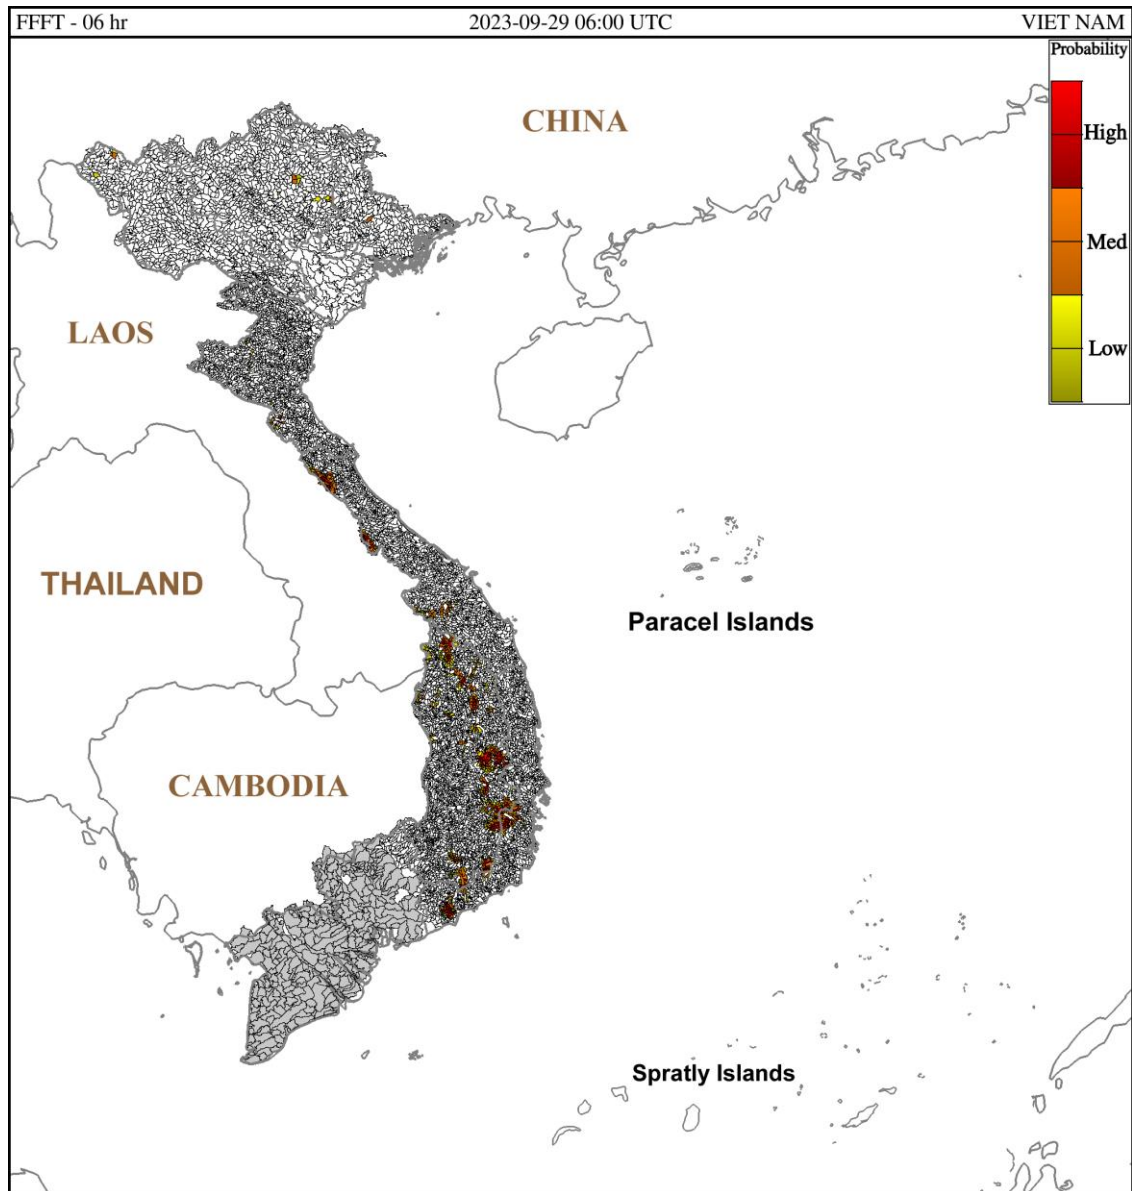 FFFT - 06 hr
2023-09-29 06:00 UTC
VIET NAM
Probability
CHINA
High
Med
LAOS
Low
THAILAND
Paracel Islands
CAMBODIA
Spratly Islands